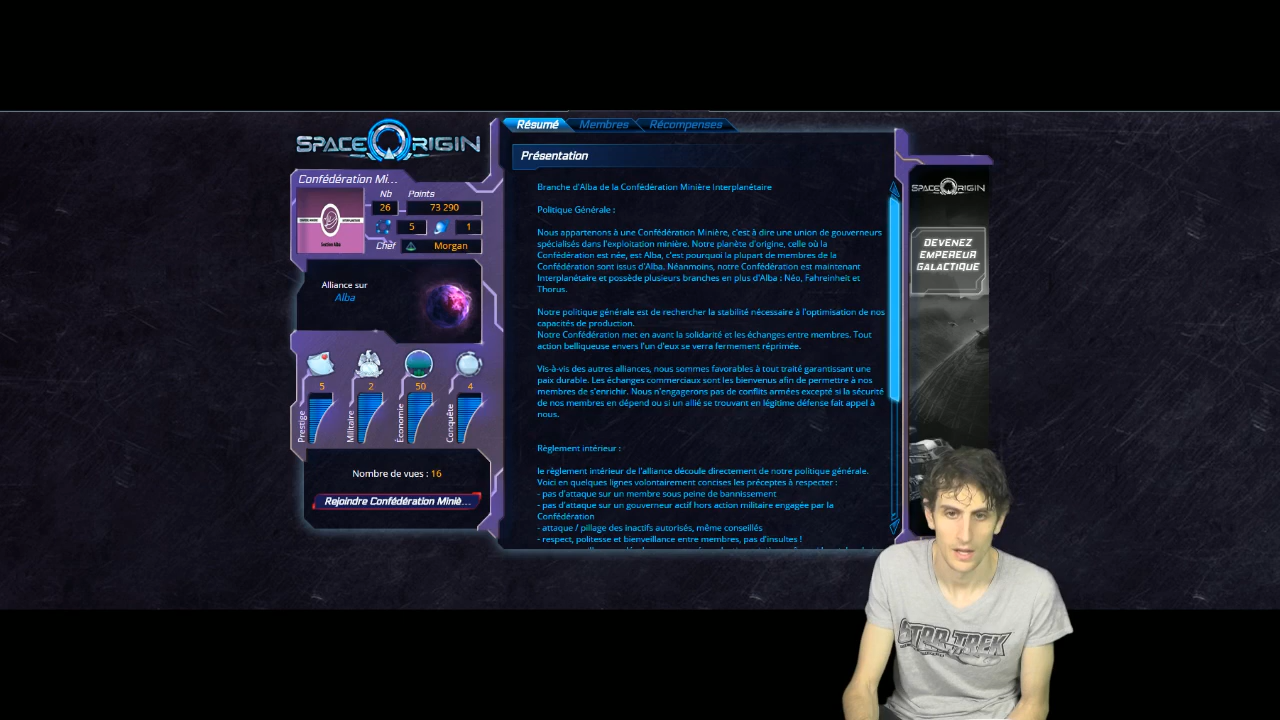 SPACE ORIGIN
Résumé
Membres
Récompenses
Confédération Mi...
Nb
Points
26
73 290
5
1
Chef
Morgan
Alliance sur
Alba
5
2
50
4
Prestige
Militaire
Économie
Conquête
Nombre de vues : 16
Rejoindre Confédération Miniè...
Présentation
Branche d'Alba de la Confédération Minière Interplanétaire
Politique Générale :
Nous appartenons à une Confédération Minière, c'est à dire une union de gouverneurs
spécialisés dans l'exploitation minière. Notre planète d'origine, celle où la
Confédération est née, est Alba, c'est pourquoi la plupart de membres de la
Confédération sont issus d'Alba. Néanmoins, notre Confédération est maintenant
Interplanétaire et possède plusieurs branches en plus d'Alba : Néo, Fahreinheit et
Thorus.
Notre politique générale est de rechercher la stabilité nécessaire à l'optimisation de nos
capacités de production.
Notre Confédération met en avant la solidarité et les échanges entre membres. Tout
action belliqueuse envers l'un d'eux se verra fermement réprimée.
Vis-à-vis des autres alliances, nous sommes favorables à tout traité garantissant une
paix durable. Les échanges commerciaux sont les bienvenus afin de permettre à nos
membres de s'enrichir. Nous n'engagerons pas de conflits armées excepté si la sécurité
de nos membres en dépend ou si un allié se trouvant en légitime défense fait appel à
nous.
Règlement intérieur :
le règlement intérieur de l'alliance découle directement de notre politique générale.
Voici en quelques lignes volontairement concises les préceptes à respecter :
- pas d'attaque sur un membre sous peine de bannissement
- pas d'attaque sur un gouverneur actif hors action militaire engagée par la
Confédération
- attaque / pillage des inactifs autorisés, même conseillés
- respect, politesse et bienveillance entre membres, pas d'insultes !
SPACE ORIGIN
DEVENEZ
EMPEREUR
GALACTIQUE
STAR TREK